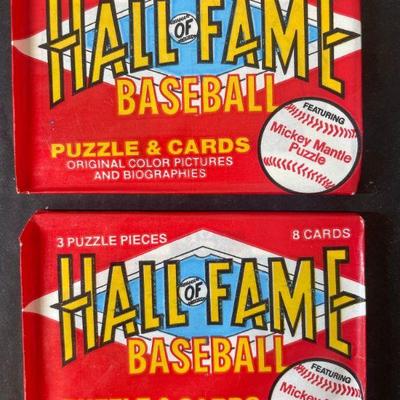 HALL OF FAME
BASEBALL
PUZZLE & CARDS
ORIGINAL COLOR PICTURES
AND BIOGRAPHIES
FEATURING
Mickey Mantle
Puzzle
3 PUZZLE PIECES
8 CARDS
HALL OF FAME
BASEBALL
FEATURING